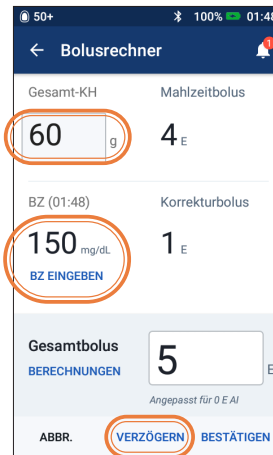 50+ 100% 01:48
Bolusrechner 1
Gesamt-KH Mahlzeitbolus
60 g 4 E
BZ (01:48) Korrekturbolus
150 mg/dL 1 E
BZ EINGEBEN
Gesamtbolus
BERECHNUNGEN
5 E
Angepasst für 0 E AI
ABBR. VERZÖGERN BESTÄTIGEN